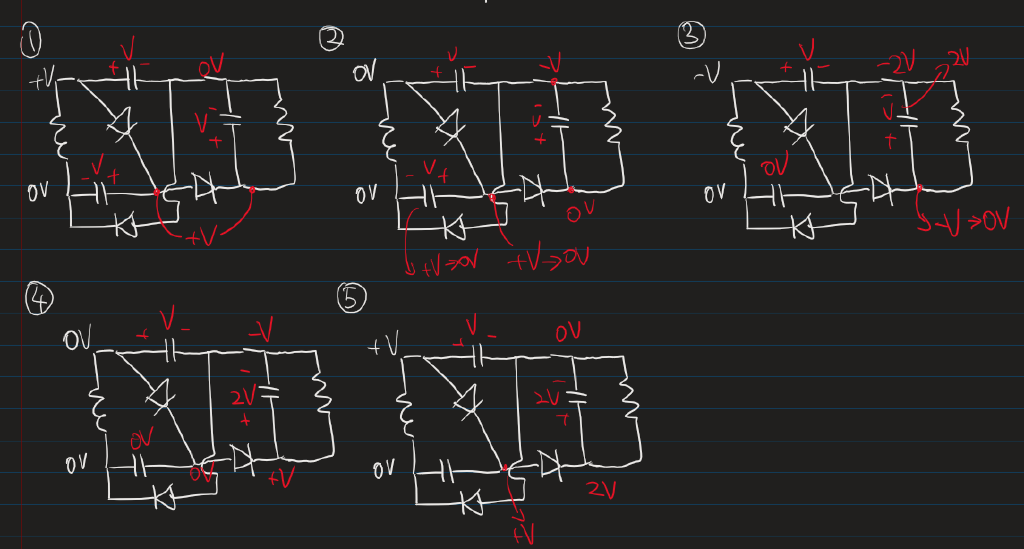 ① ② ③
V
+ -
+V
0V
V
-
+
- V +
0V
+V
V
+ -
0V
-V
V
-
+
- V +
0V
0V
+V→0V
+V→0V
V
+ -
-V
-2V
2V
V
-
+
0V
0V
-V→0V
④ ⑤
V
+ -
0V
-V
-
2V
+
0V
0V
0V
+V
V
+ -
+V
0V
-
2V
+
0V
2V
+V